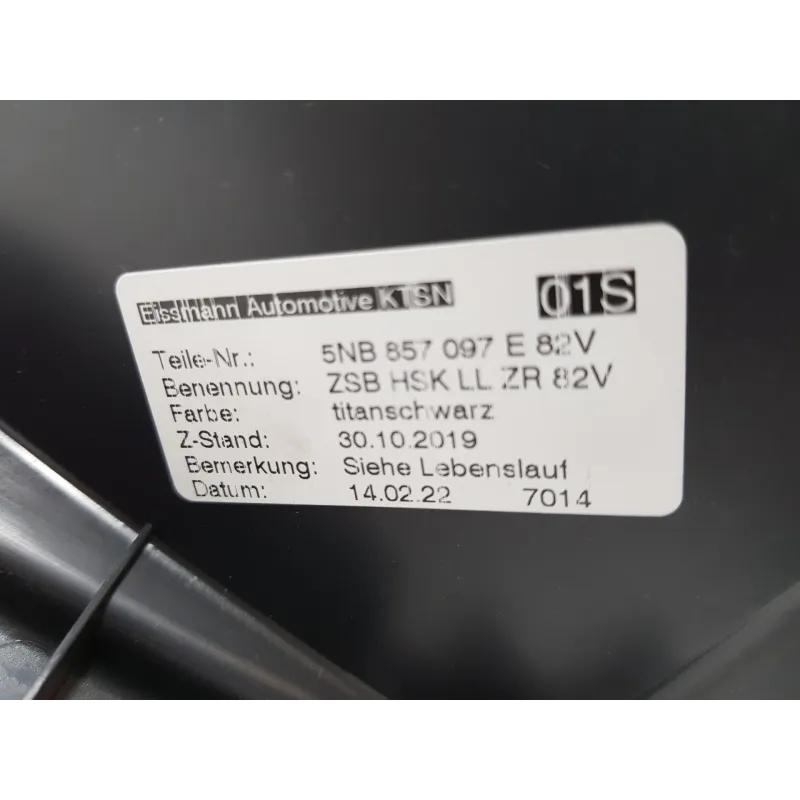 Eissmann Automotive KTSN 01S
Teile-Nr.: 5NB 857 097 E 82V
Benennung: ZSB HSK LL ZR 82V
Farbe: titanschwarz
Z-Stand: 30.10.2019
Bemerkung: Siehe Lebenslauf
Datum: 14.02.22 7014